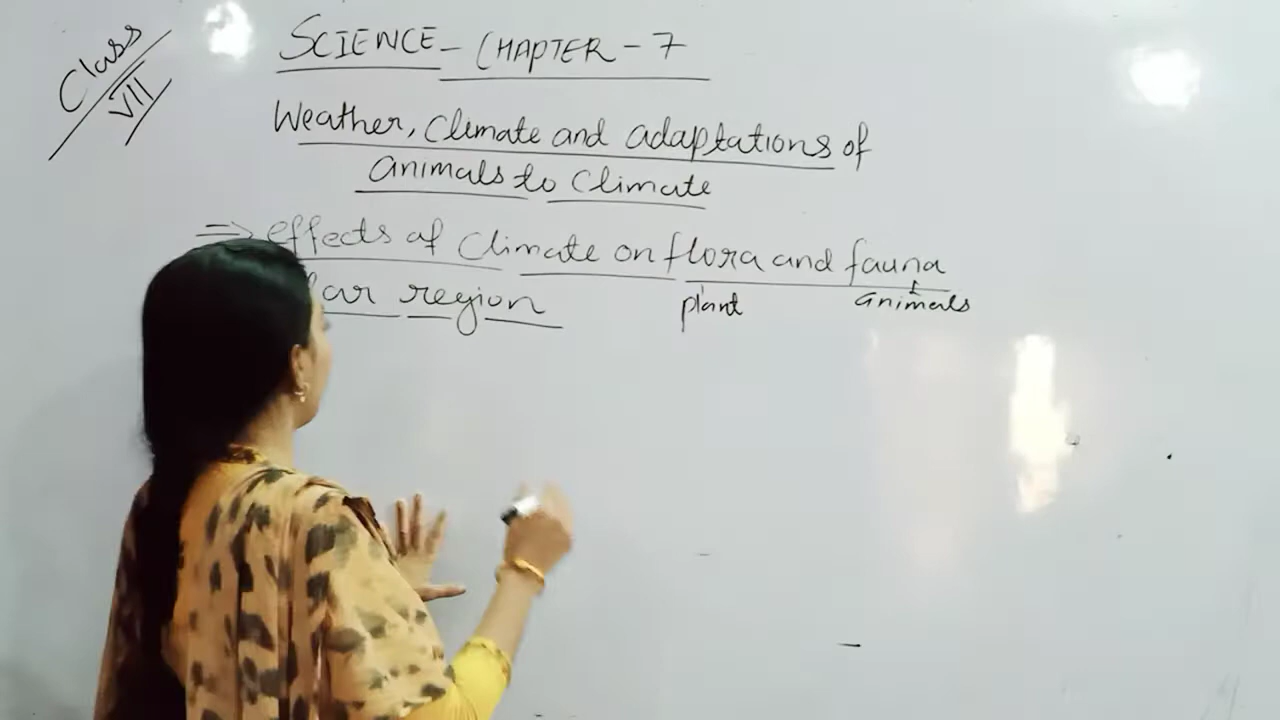 Class
VII
SCIENCE - CHAPTER - 7
Weather, Climate and adaptations of
animals to Climate
=> effects of Climate on flora and fauna
region
plant animals